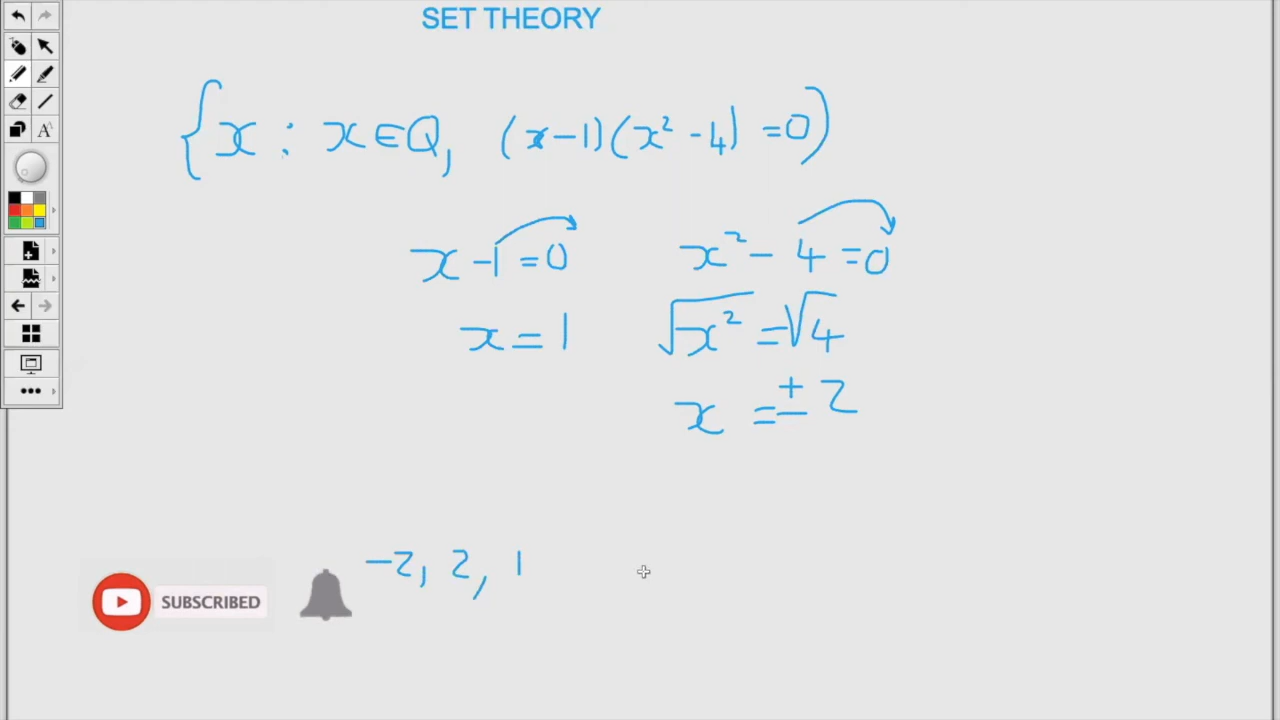 SET THEORY
{x : x ∈ Q, (x-1)(x² - 4) = 0)
x - 1 = 0 x² - 4 = 0
x = 1 √x² = √4
x = ± 2
-2, 2, 1
SUBSCRIBED
A